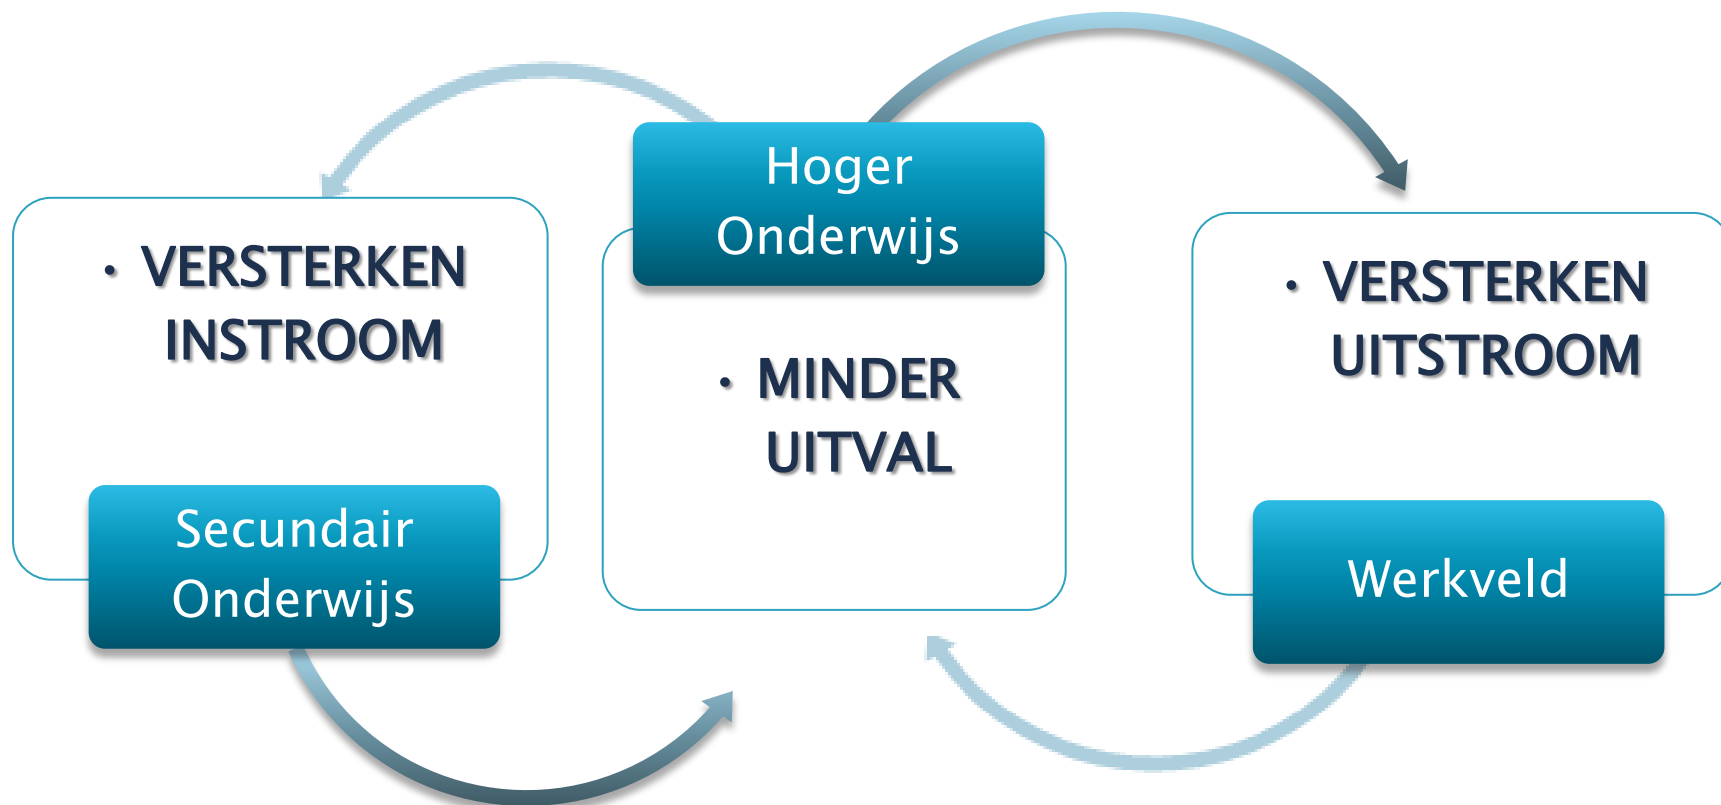 • VERSTERKEN
INSTROOM
Secundair
Onderwijs
Hoger
Onderwijs
• MINDER
UITVAL
• VERSTERKEN
UITSTROOM
Werkveld